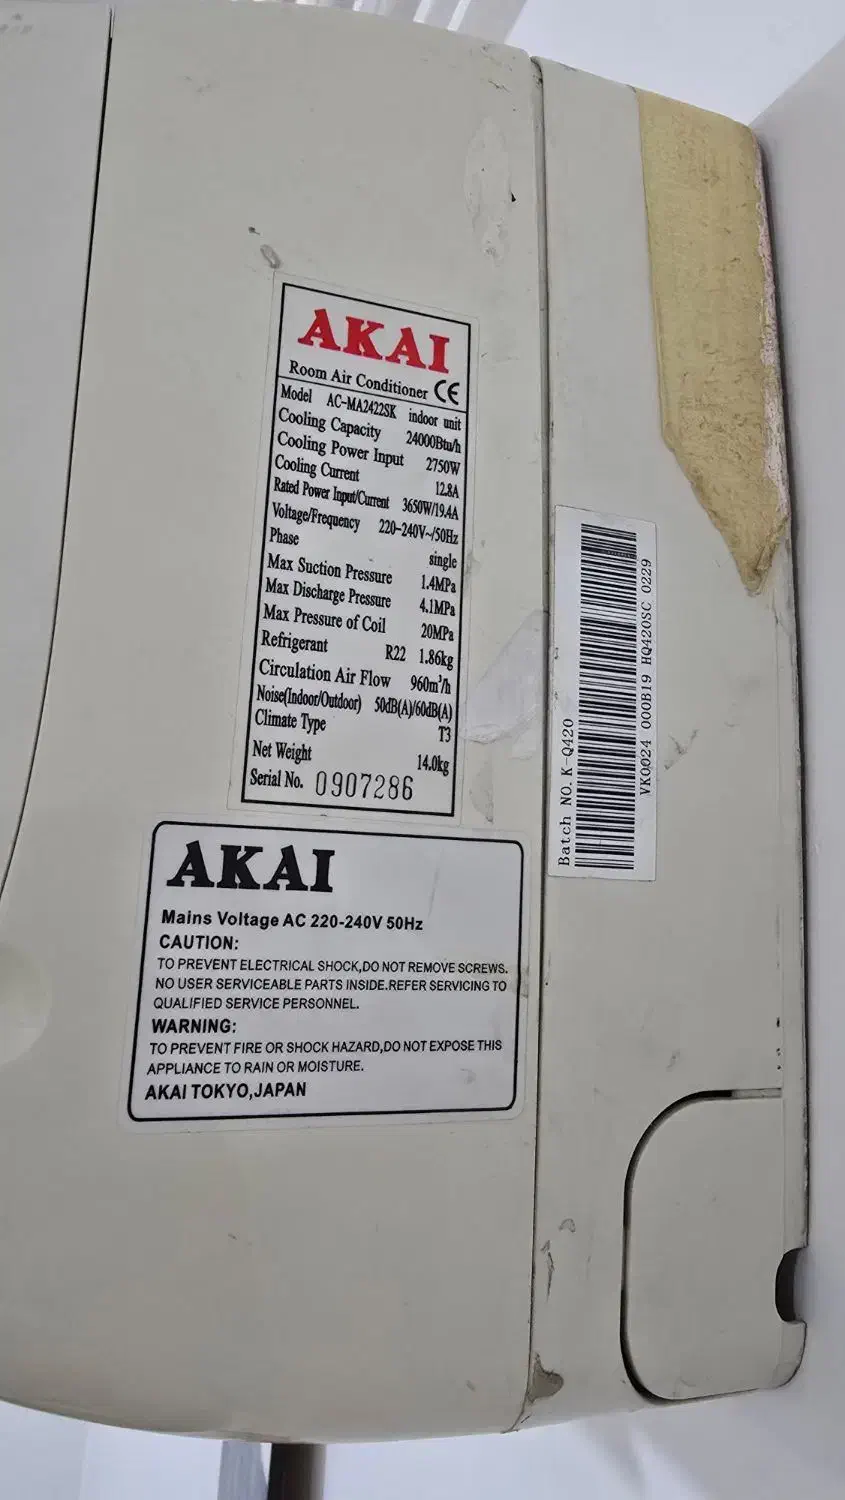 AKAI
Room Air Conditioner CE
Model AC-MA2422SK indoor unit
Cooling Capacity 24000Btu/h
Cooling Power Input 2750W
Cooling Current 12.8A
Rated Power Input/Current 3650W/19.4A
Voltage/Frequency 220-240V~/50Hz
Phase single
Max Suction Pressure 1.4MPa
Max Discharge Pressure 4.1MPa
Max Pressure of Coil 20MPa
Refrigerant R22 1.86kg
Circulation Air Flow 960m³/h
Noise(Indoor/Outdoor) 50dB(A)/60dB(A)
Climate Type T3
Net Weight 14.0kg
Serial No. 0907286
AKAI
Mains Voltage AC 220-240V 50Hz
CAUTION:
TO PREVENT ELECTRICAL SHOCK,DO NOT REMOVE SCREWS.
NO USER SERVICEABLE PARTS INSIDE.REFER SERVICING TO
QUALIFIED SERVICE PERSONNEL.
WARNING:
TO PREVENT FIRE OR SHOCK HAZARD,DO NOT EXPOSE THIS
APPLIANCE TO RAIN OR MOISTURE.
AKAI TOKYO,JAPAN
Batch NO. K-Q420
VK0024 000B19 HQ420SC 0229